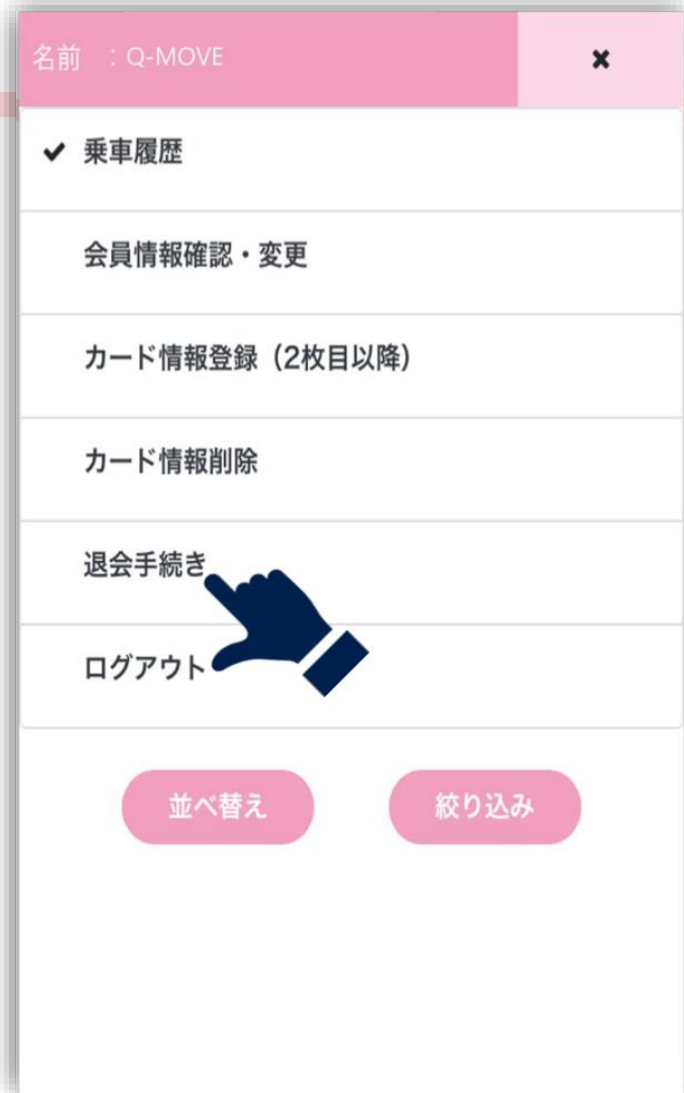 名前 : Q-MOVE
乗車履歴
会員情報確認・変更
カード情報登録（2枚目以降）
カード情報削除
退会手続き
ログアウト
並べ替え
絞り込み